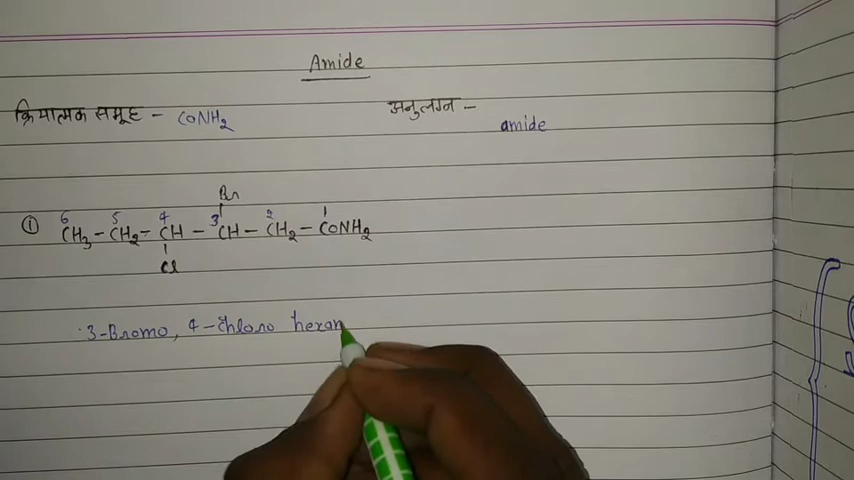 Amide
क्रियात्मक समूह - CONH₂ अनुलग्न -
amide
Br
6 5 4 3 2 1
① CH₃ - CH₂ - CH - CH - CH₂ - CONH₂
Cl
3-Bromo, 4-chloro hexan